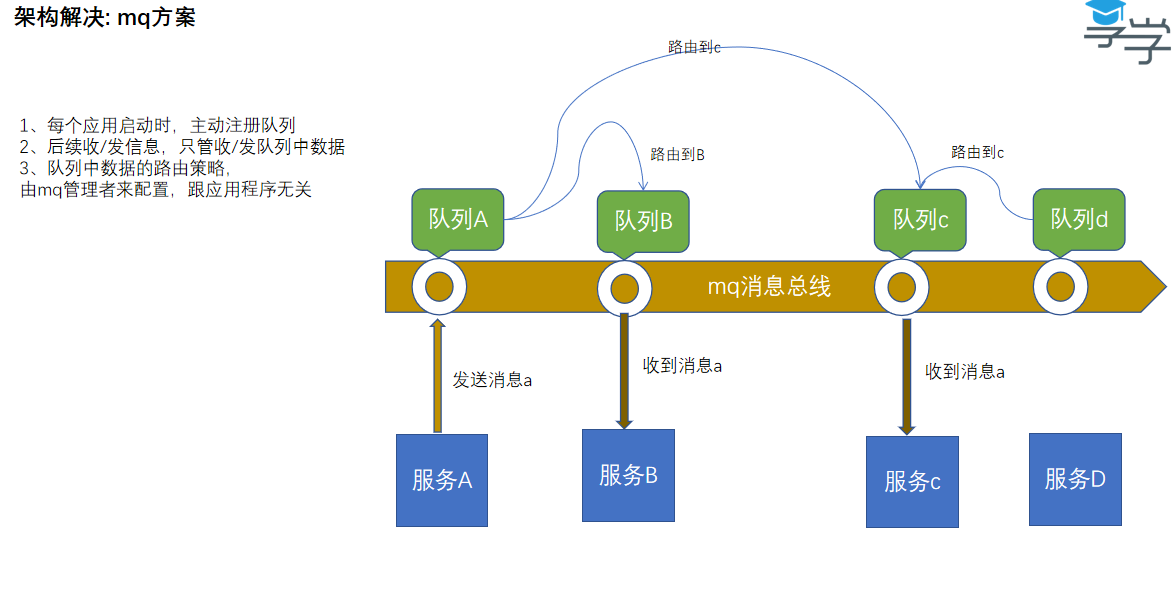 架构解决: mq方案
享学
1、每个应用启动时，主动注册队列
2、后续收/发信息，只管收/发队列中数据
3、队列中数据的路由策略,
由mq管理者来配置，跟应用程序无关
路由到c
路由到B
路由到c
队列A
队列B
队列c
队列d
mq消息总线
发送消息a
收到消息a
收到消息a
服务A
服务B
服务c
服务D